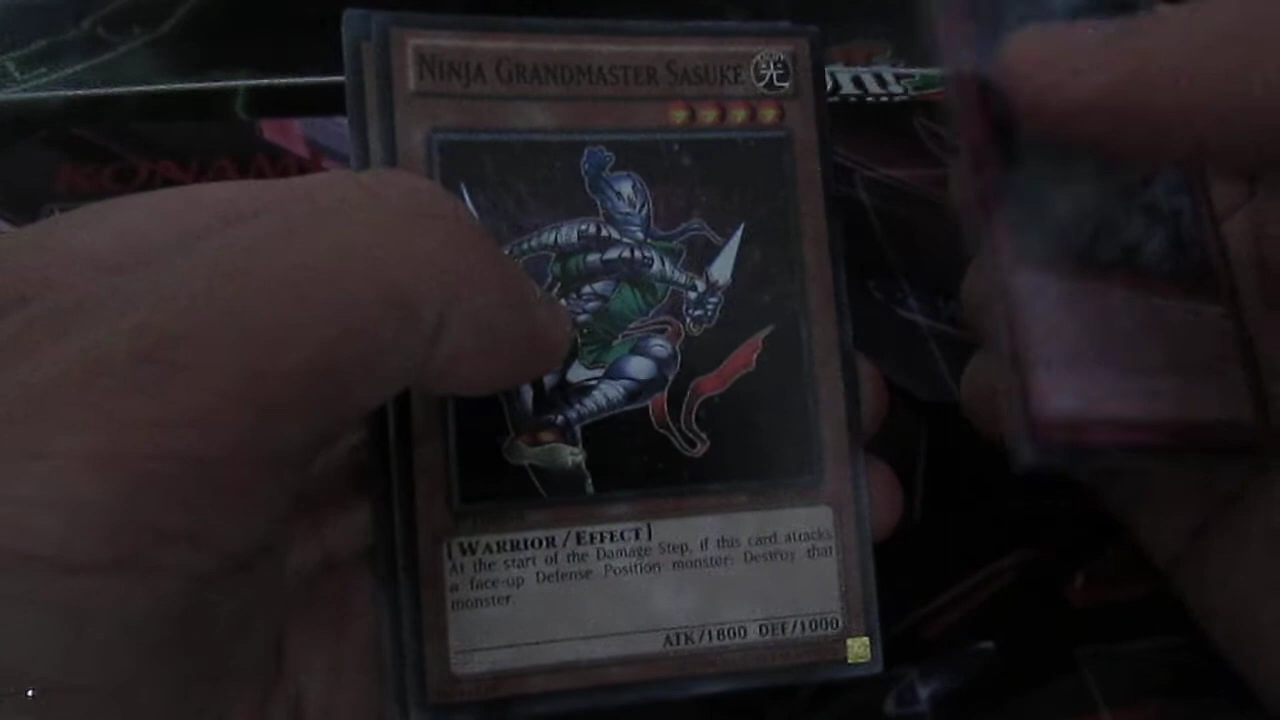 NINJA GRANDMASTER SASUKE 光
KONAMI
[WARRIOR/EFFECT]
At the start of the Damage Step, if this card attacks
a face-up Defense Position monster: Destroy that
monster.
ATK/1800 DEF/1000